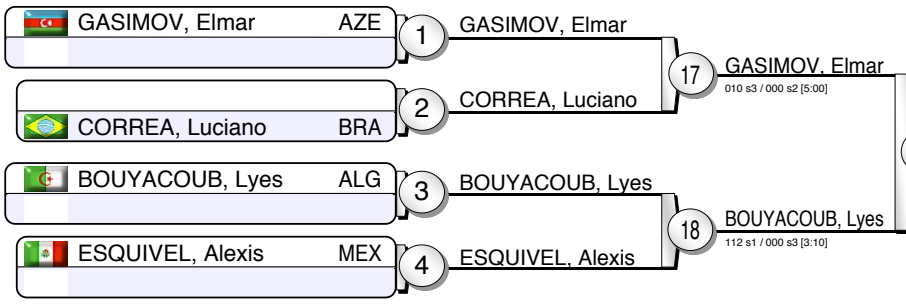 GASIMOV, Elmar AZE
1
GASIMOV, Elmar
17
GASIMOV, Elmar
010 s3 / 000 s2 [5:00]
2
CORREA, Luciano
CORREA, Luciano BRA
BOUYACOUB, Lyes ALG
3
BOUYACOUB, Lyes
18
BOUYACOUB, Lyes
112 s1 / 000 s3 [3:10]
ESQUIVEL, Alexis MEX
4
ESQUIVEL, Alexis